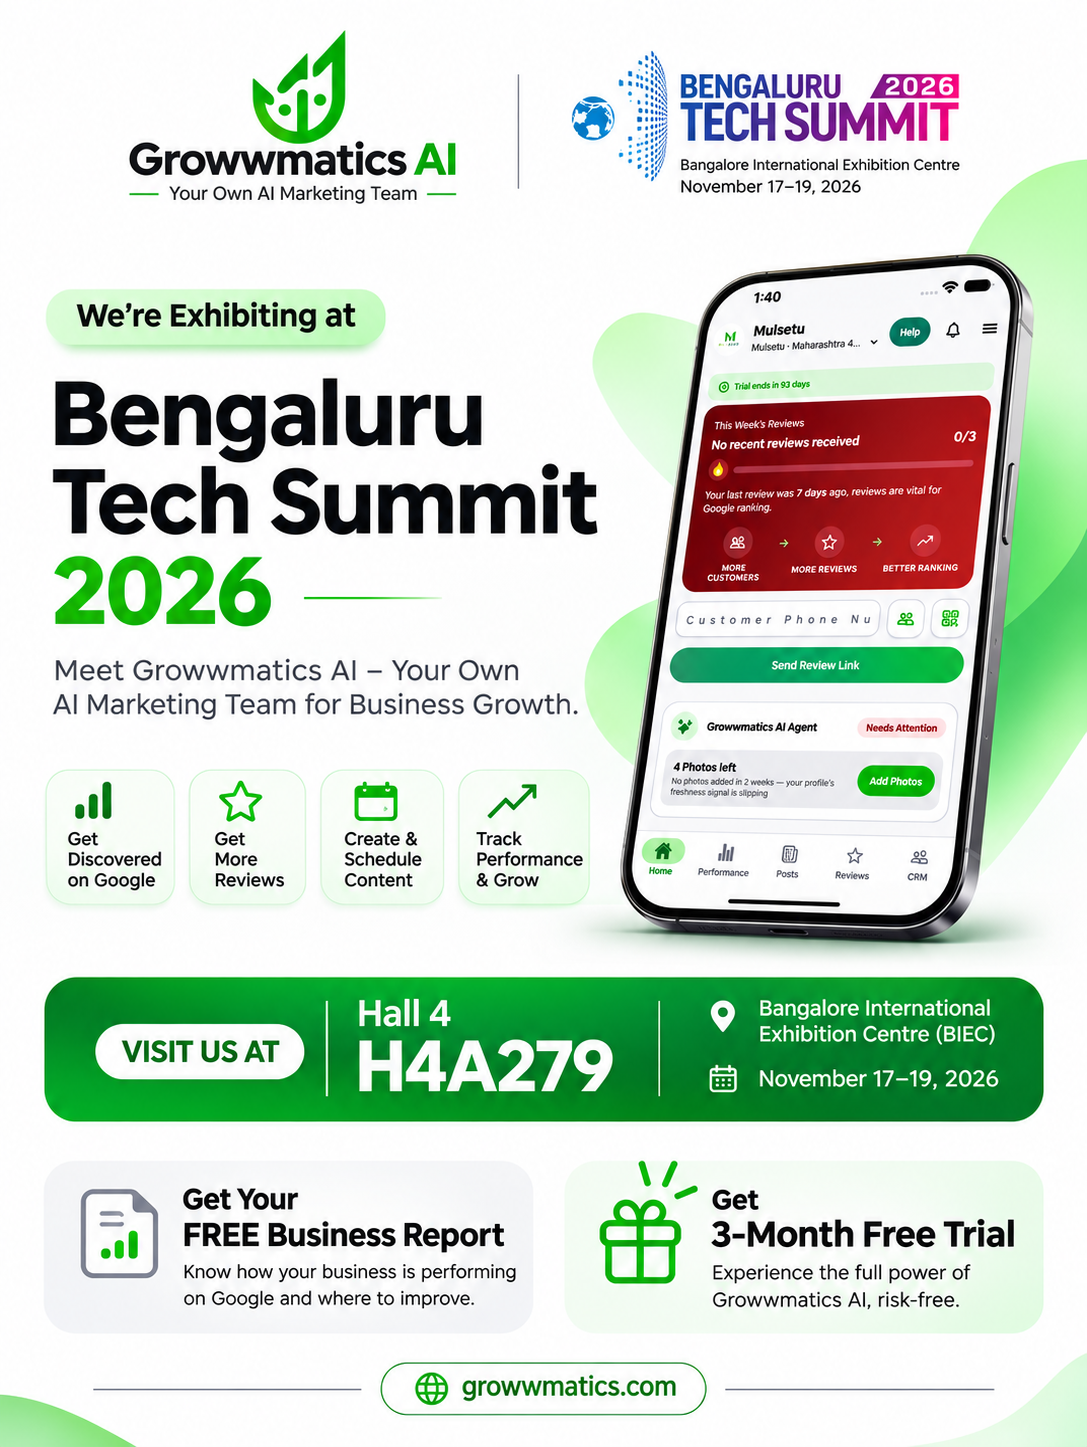 Growwmatics AI
Your Own AI Marketing Team
BENGALURU 2026
TECH SUMMIT
Bangalore International Exhibition Centre
November 17–19, 2026
We're Exhibiting at
Bengaluru
Tech Summit
2026
Meet Growwmatics AI – Your Own
AI Marketing Team for Business Growth.
Get
Discovered
on Google
Get
More
Reviews
Create &
Schedule
Content
Track
Performance
& Grow
1:40
M
Mulsetu
Mulsetu · Maharashtra 4...
Help
Trial ends in 93 days
This Week's Reviews
No recent reviews received
0/3
Your last review was 7 days ago, reviews are vital for
Google ranking.
MORE
CUSTOMERS
MORE REVIEWS
BETTER RANKING
Customer Phone Nu
Send Review Link
Growwmatics AI Agent
Needs Attention
4 Photos left
No photos added in 2 weeks — your profile's
freshness signal is slipping
Add Photos
Home
Performance
Posts
Reviews
CRM
VISIT US AT
Hall 4
H4A279
Bangalore International
Exhibition Centre (BIEC)
November 17–19, 2026
Get Your
FREE Business Report
Know how your business is performing
on Google and where to improve.
Get
3-Month Free Trial
Experience the full power of
Growwmatics AI, risk-free.
growwmatics.com